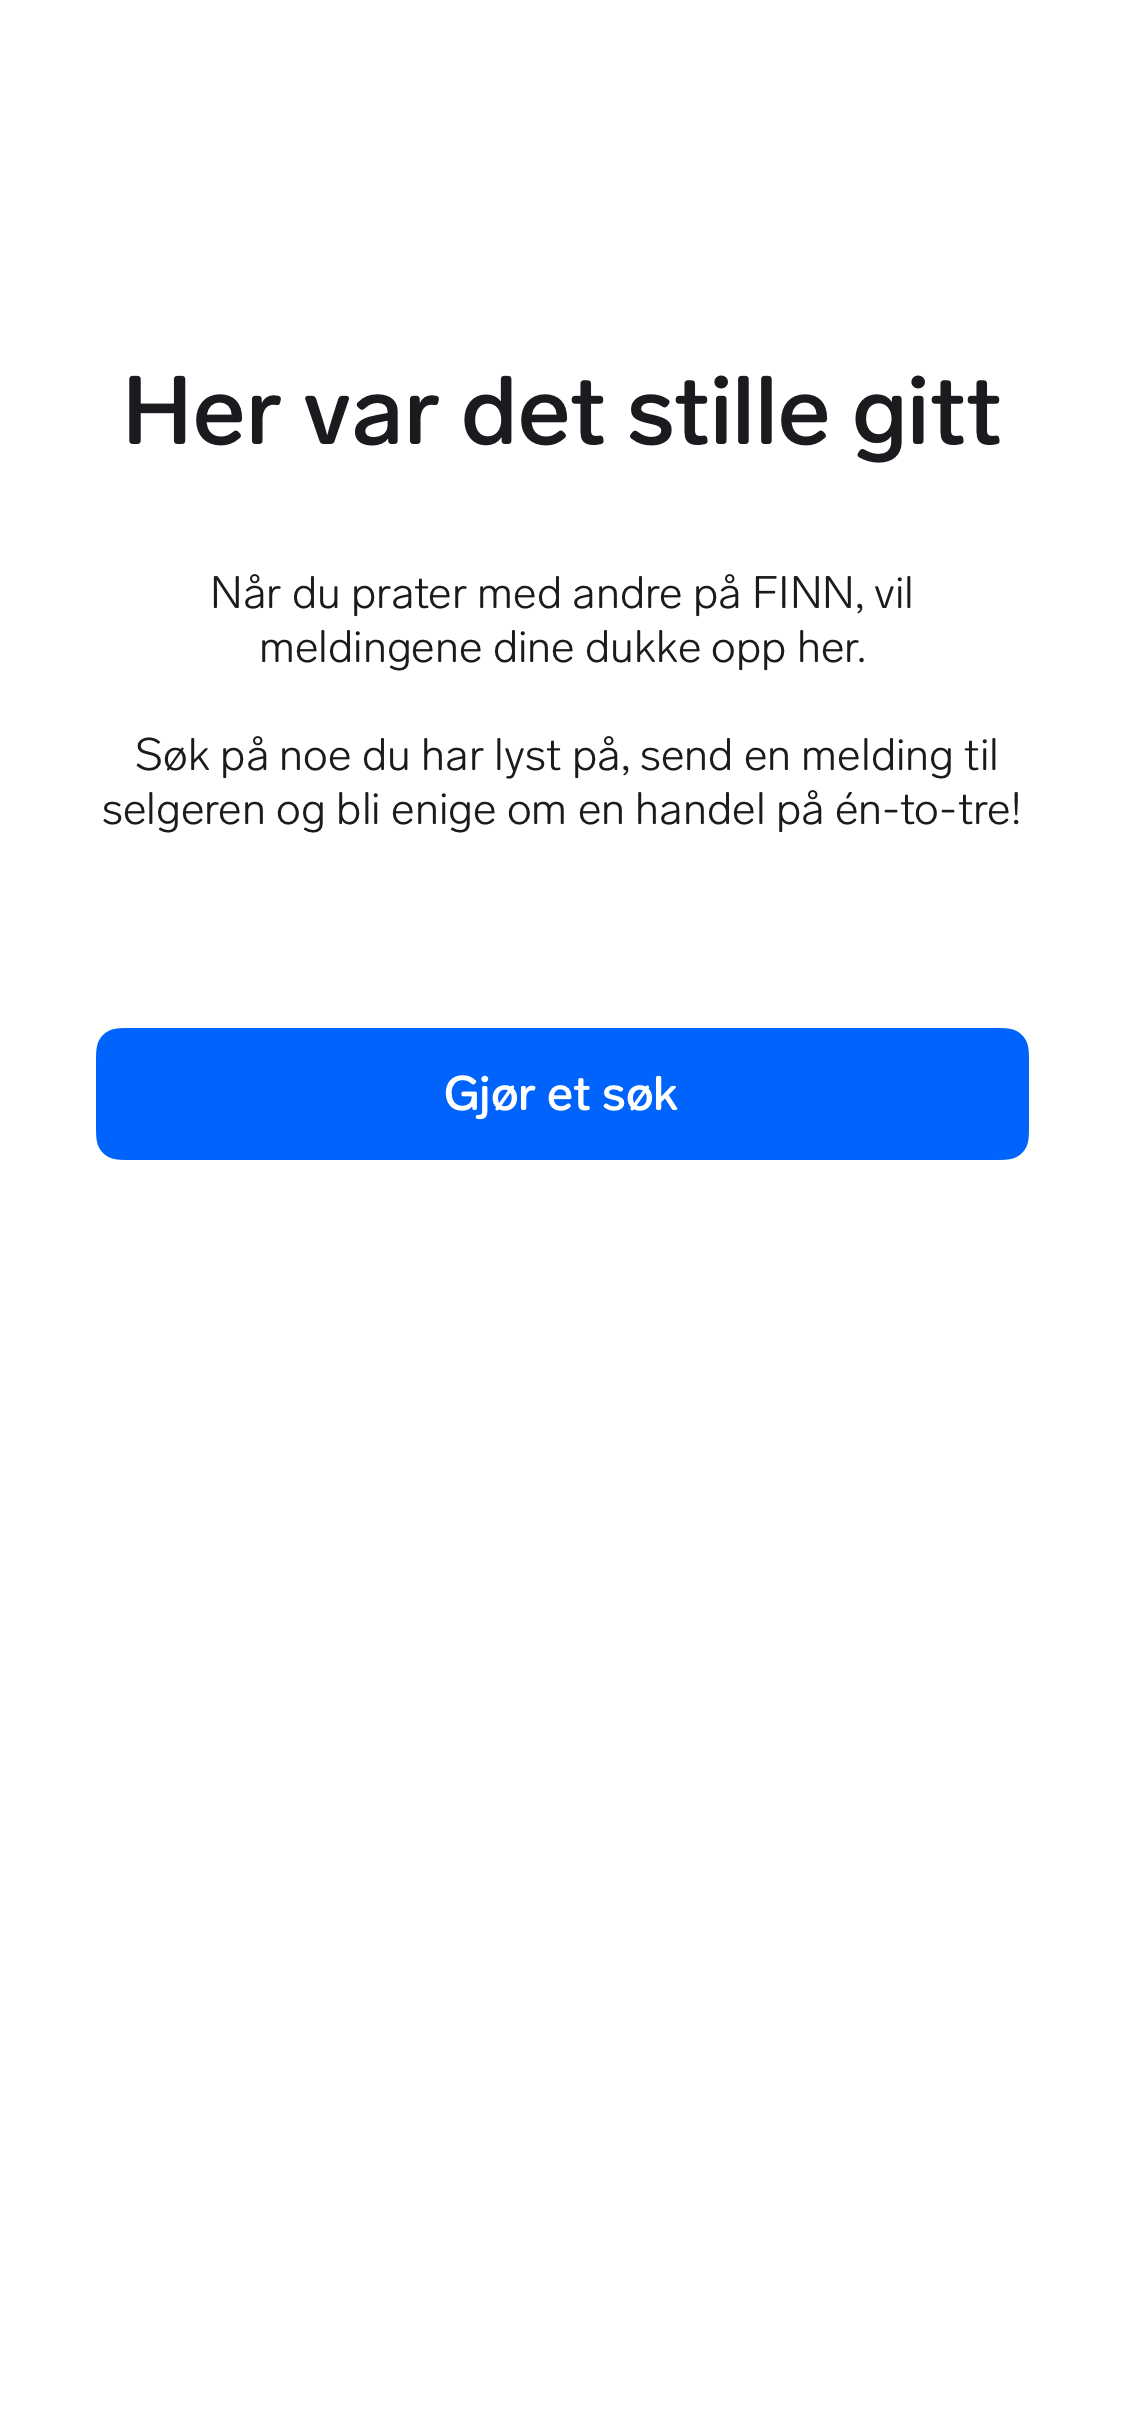 Her var det stille gitt
Når du prater med andre på FINN, vil
meldingene dine dukke opp her.
Søk på noe du har lyst på, send en melding til
selgeren og bli enige om en handel på én-to-tre!
Gjør et søk